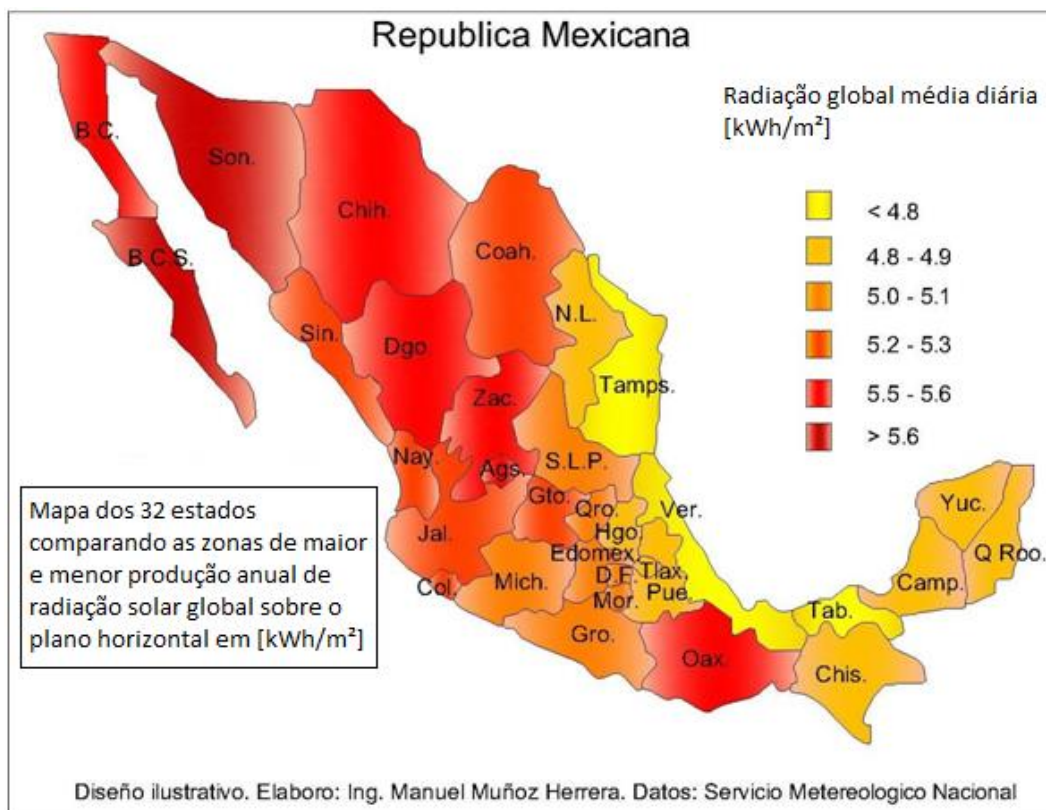 Republica Mexicana
Radiação global média diária
[kWh/m²]
< 4.8
4.8 - 4.9
5.0 - 5.1
5.2 - 5.3
5.5 - 5.6
> 5.6
B.C.
Son.
Chih.
B.C.S.
Coah.
N.L.
Sin.
Dgo
Tamps.
Zac.
Nay.
Ags.
S.L.P.
Gto.
Qro.
Ver.
Hgo.
Jal.
Edomex.
D.F.
Tlax.
Col.
Mich.
Mor.
Pue.
Gro.
Oax.
Yuc.
Q Roo.
Camp.
Tab.
Chis.
Mapa dos 32 estados
comparando as zonas de maior
e menor produção anual de
radiação solar global sobre o
plano horizontal em [kWh/m²]
Diseño ilustrativo. Elaboro: Ing. Manuel Muñoz Herrera. Datos: Servicio Metereologico Nacional